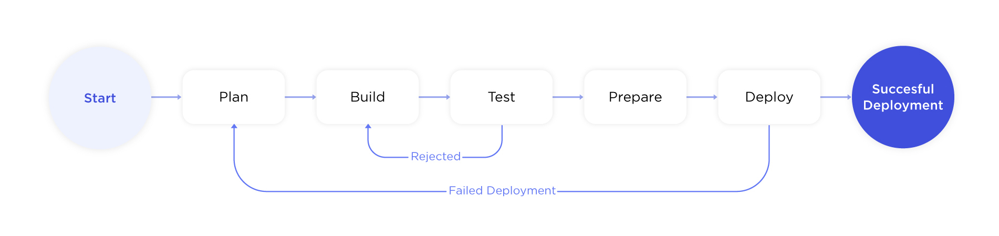 Start
Plan
Build
Test
Prepare
Deploy
Succesful
Deployment
Rejected
Failed Deployment